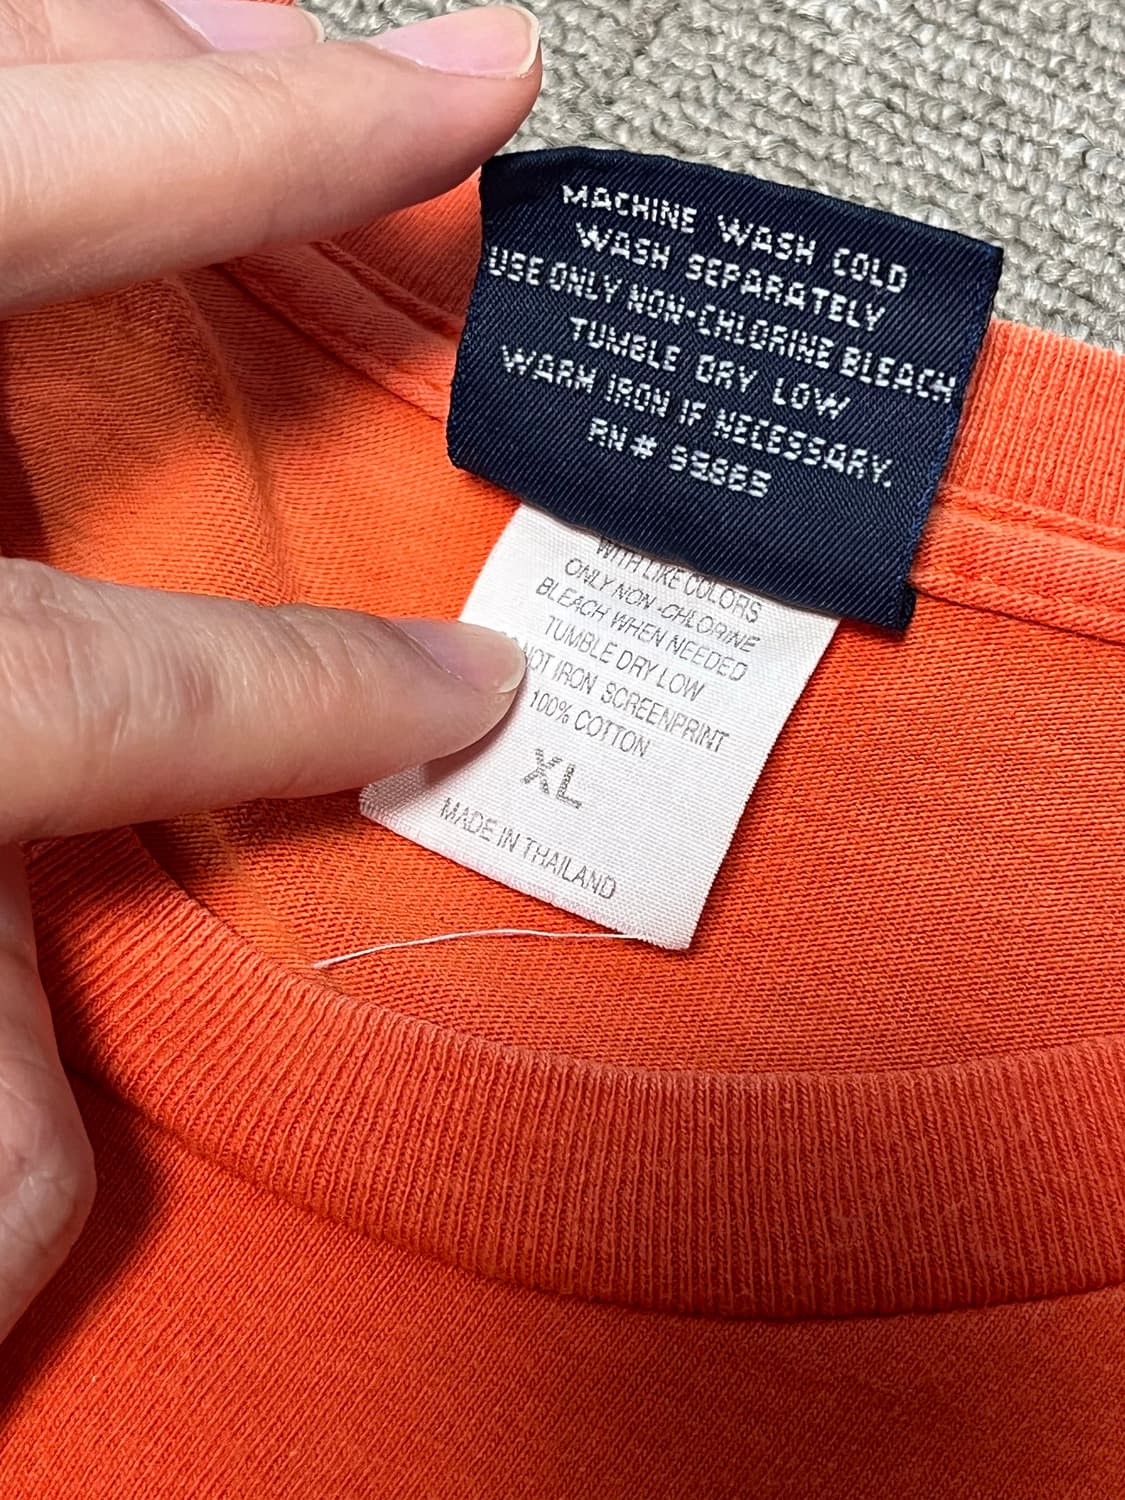 MACHINE WASH COLD
WASH SEPARATELY
USE ONLY NON-CHLORINE BLEACH
TUMBLE DRY LOW
WARM IRON IF NECESSARY.
RN#
WITH LIKE COLORS
ONLY NON-CHLORINE
BLEACH WHEN NEEDED
TUMBLE DRY LOW
NOT IRON SCREENPRINT
100% COTTON
XL
MADE IN THAILAND